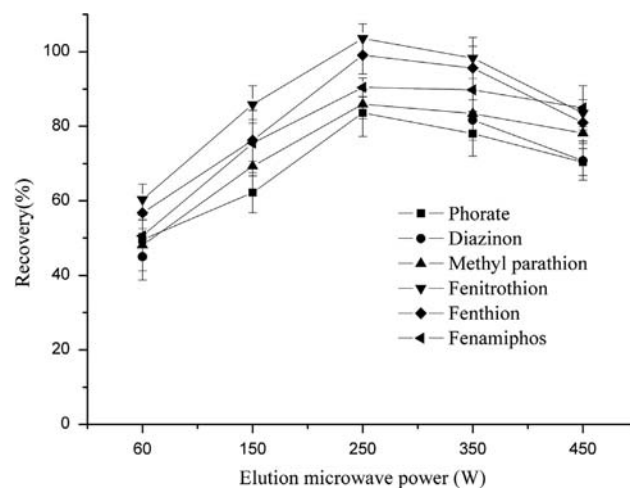 100
80
60
40
20
0
Recovery(%)
Phorate
Diazinon
Methyl parathion
Fenitrothion
Fenthion
Fenamiphos
60 150 250 350 450
Elution microwave power (W)